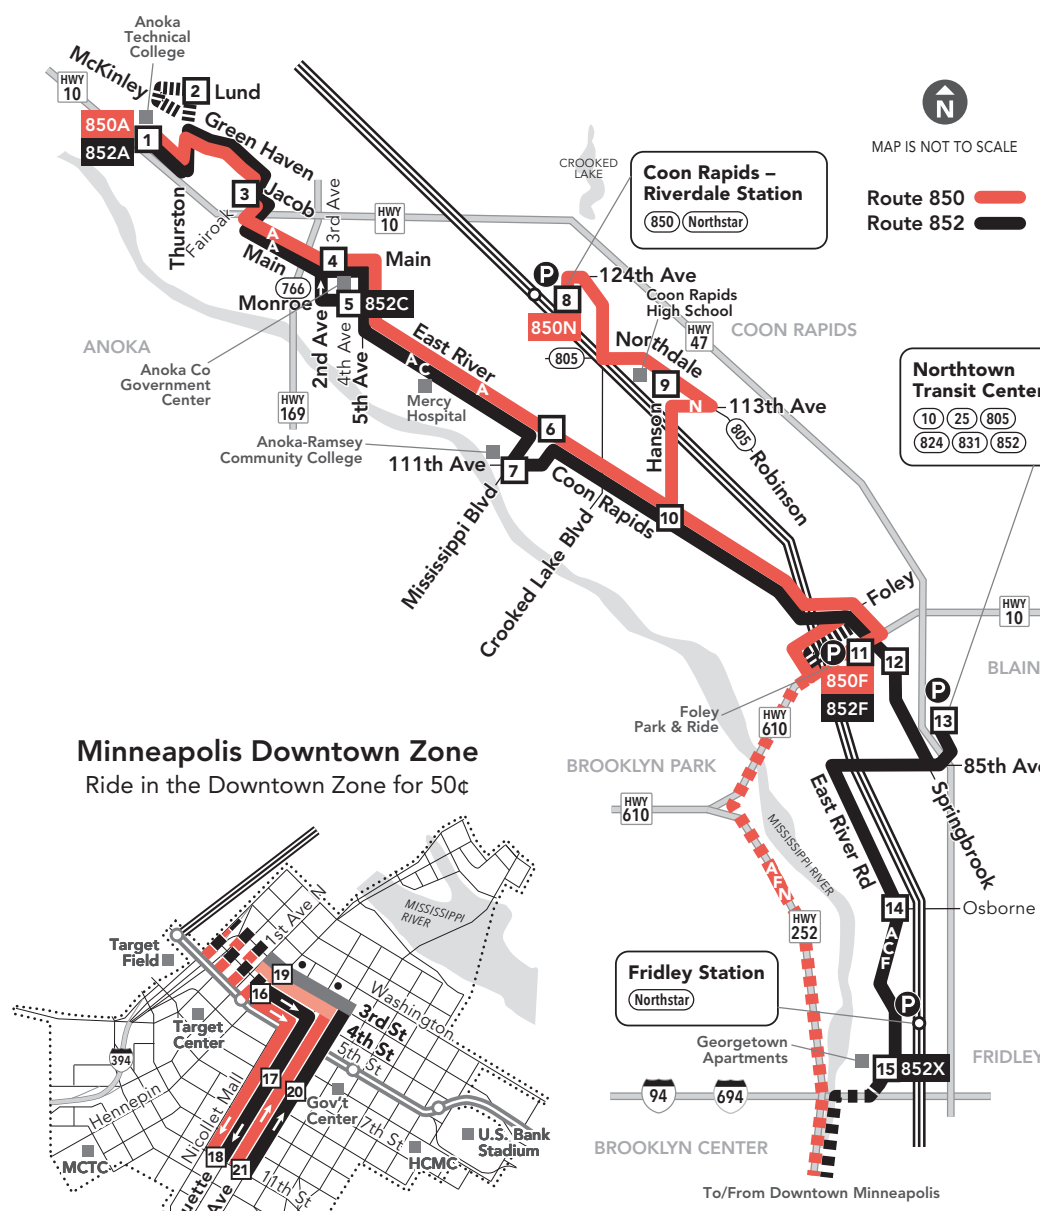 Anoka
Technical
College
McKinley
HWY
10
2
Lund
850A
852A
1
Green Haven
3
Jacob
Thurston
Fairoak
3rd Ave
HWY
10
A
A
Main
4
Main
766
Monroe
5
852C
2nd Ave
4th Ave
5th Ave
ANOKA
Anoka Co
Government
Center
HWY
169
East River
A
C
A
Mercy
Hospital
Anoka-Ramsey
Community College
111th Ave
6
7
Mississippi Blvd
Coon Rapids
Crooked Lake Blvd
CROOKED
LAKE
Coon Rapids –
Riverdale Station
850
Northstar
N
MAP IS NOT TO SCALE
Route 850
Route 852
P
124th Ave
8
850N
Coon Rapids
High School
HWY
47
COON RAPIDS
805
Northdale
9
N
113th Ave
Hanson
805
Robinson
10
Northtown
Transit Center
10
25
805
824
831
852
Foley
HWY
10
P
11
12
850F
852F
P
13
BLAIN
Foley
Park & Ride
HWY
610
BROOKLYN PARK
HWY
610
85th Av
East River Rd
Springbrook
MISSISSIPPI RIVER
A
F
N
HWY
252
14
Osborne
A
C
F
Fridley Station
Northstar
P
Georgetown
Apartments
15
852X
FRIDLEY
94
694
BROOKLYN CENTER
To/From Downtown Minneapolis
Minneapolis Downtown Zone
Ride in the Downtown Zone for 50¢
1st Ave N
MISSISSIPPI
RIVER
Target
Field
19
16
Washington
3rd St
4th St
5th St
Target
Center
394
17
20
Hennepin
Nicollet Mall
Gov't
Center
7th St
U.S. Bank
Stadium
HCMC
MCTC
18
21
11th St
uette
Ave